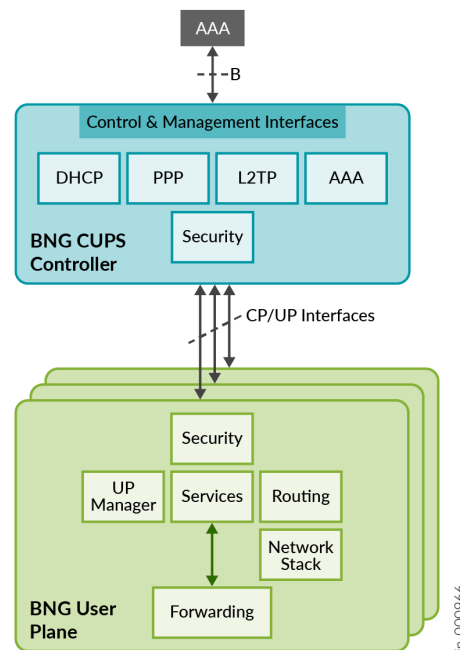 AAA
B
Control & Management Interfaces
DHCP
PPP
L2TP
AAA
Security
BNG CUPS
Controller
CP/UP Interfaces
Security
UP
Manager
Services
Routing
Network
Stack
Forwarding
BNG User
Plane